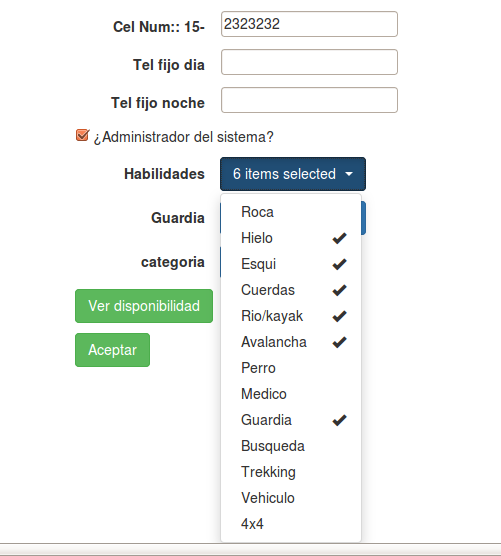 Cel Num:: 15- 2323232
Tel fijo dia
Tel fijo noche
¿Administrador del sistema?
Habilidades 6 items selected
Roca
Guardia
Hielo
Esqui
categoria
Cuerdas
Ver disponibilidad
Rio/kayak
Aceptar
Avalancha
Perro
Medico
Guardia
Busqueda
Trekking
Vehiculo
4x4